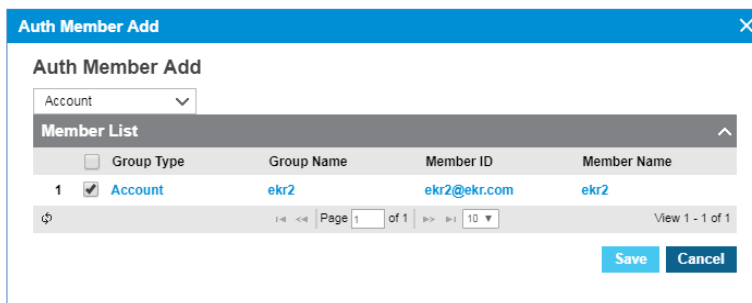 Auth Member Add
Auth Member Add
Account
Member List
Group Type Group Name Member ID Member Name
1 Account ekr2 ekr2@ekr.com ekr2
Page 1 of 1 10 View 1 - 1 of 1
Save Cancel